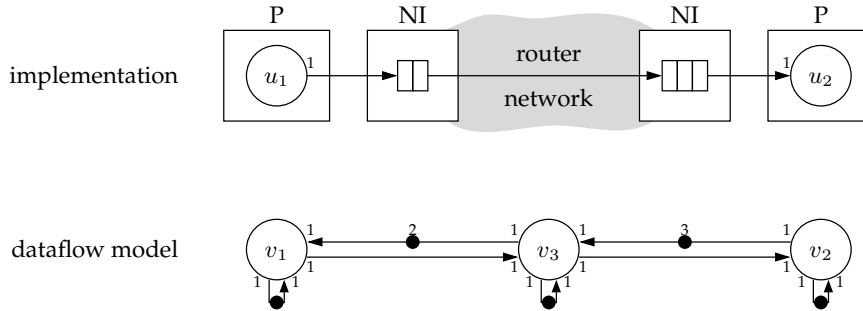 P NI NI P
implementation u₁ 1 router 1 u₂
network
2 3
1 1 1 1
dataflow model v₁ v₃ v₂
1 1 1 1
1 1 1 1 1 1